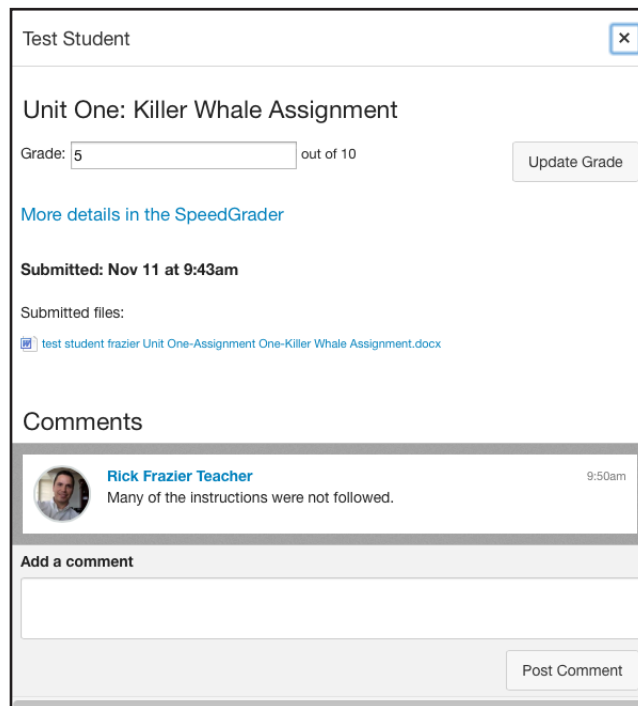 Test Student
×
Unit One: Killer Whale Assignment
Grade: 5 out of 10
Update Grade
More details in the SpeedGrader
Submitted: Nov 11 at 9:43am
Submitted files:
test student frazier Unit One-Assignment One-Killer Whale Assignment.docx
Comments
Rick Frazier Teacher 9:50am
Many of the instructions were not followed.
Add a comment
Post Comment